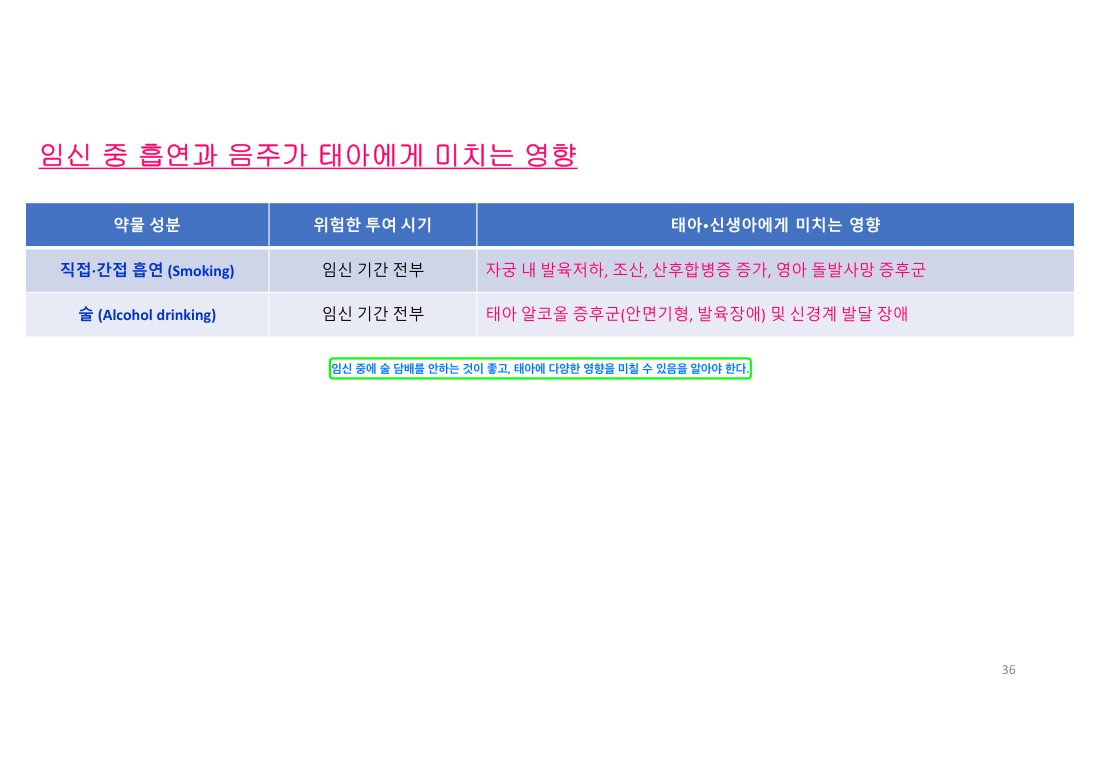 임신 중 흡연과 음주가 태아에게 미치는 영향
약물 성분 위험한 투여 시기 태아•신생아에게 미치는 영향
직접·간접 흡연 (Smoking) 임신 기간 전부 자궁 내 발육저하, 조산, 산후합병증 증가, 영아 돌발사망 증후군
술 (Alcohol drinking) 임신 기간 전부 태아 알코올 증후군(안면기형, 발육장애) 및 신경계 발달 장애
임신 중에 술 담배를 안하는 것이 좋고, 태아에 다양한 영향을 미칠 수 있음을 알아야 한다.
36